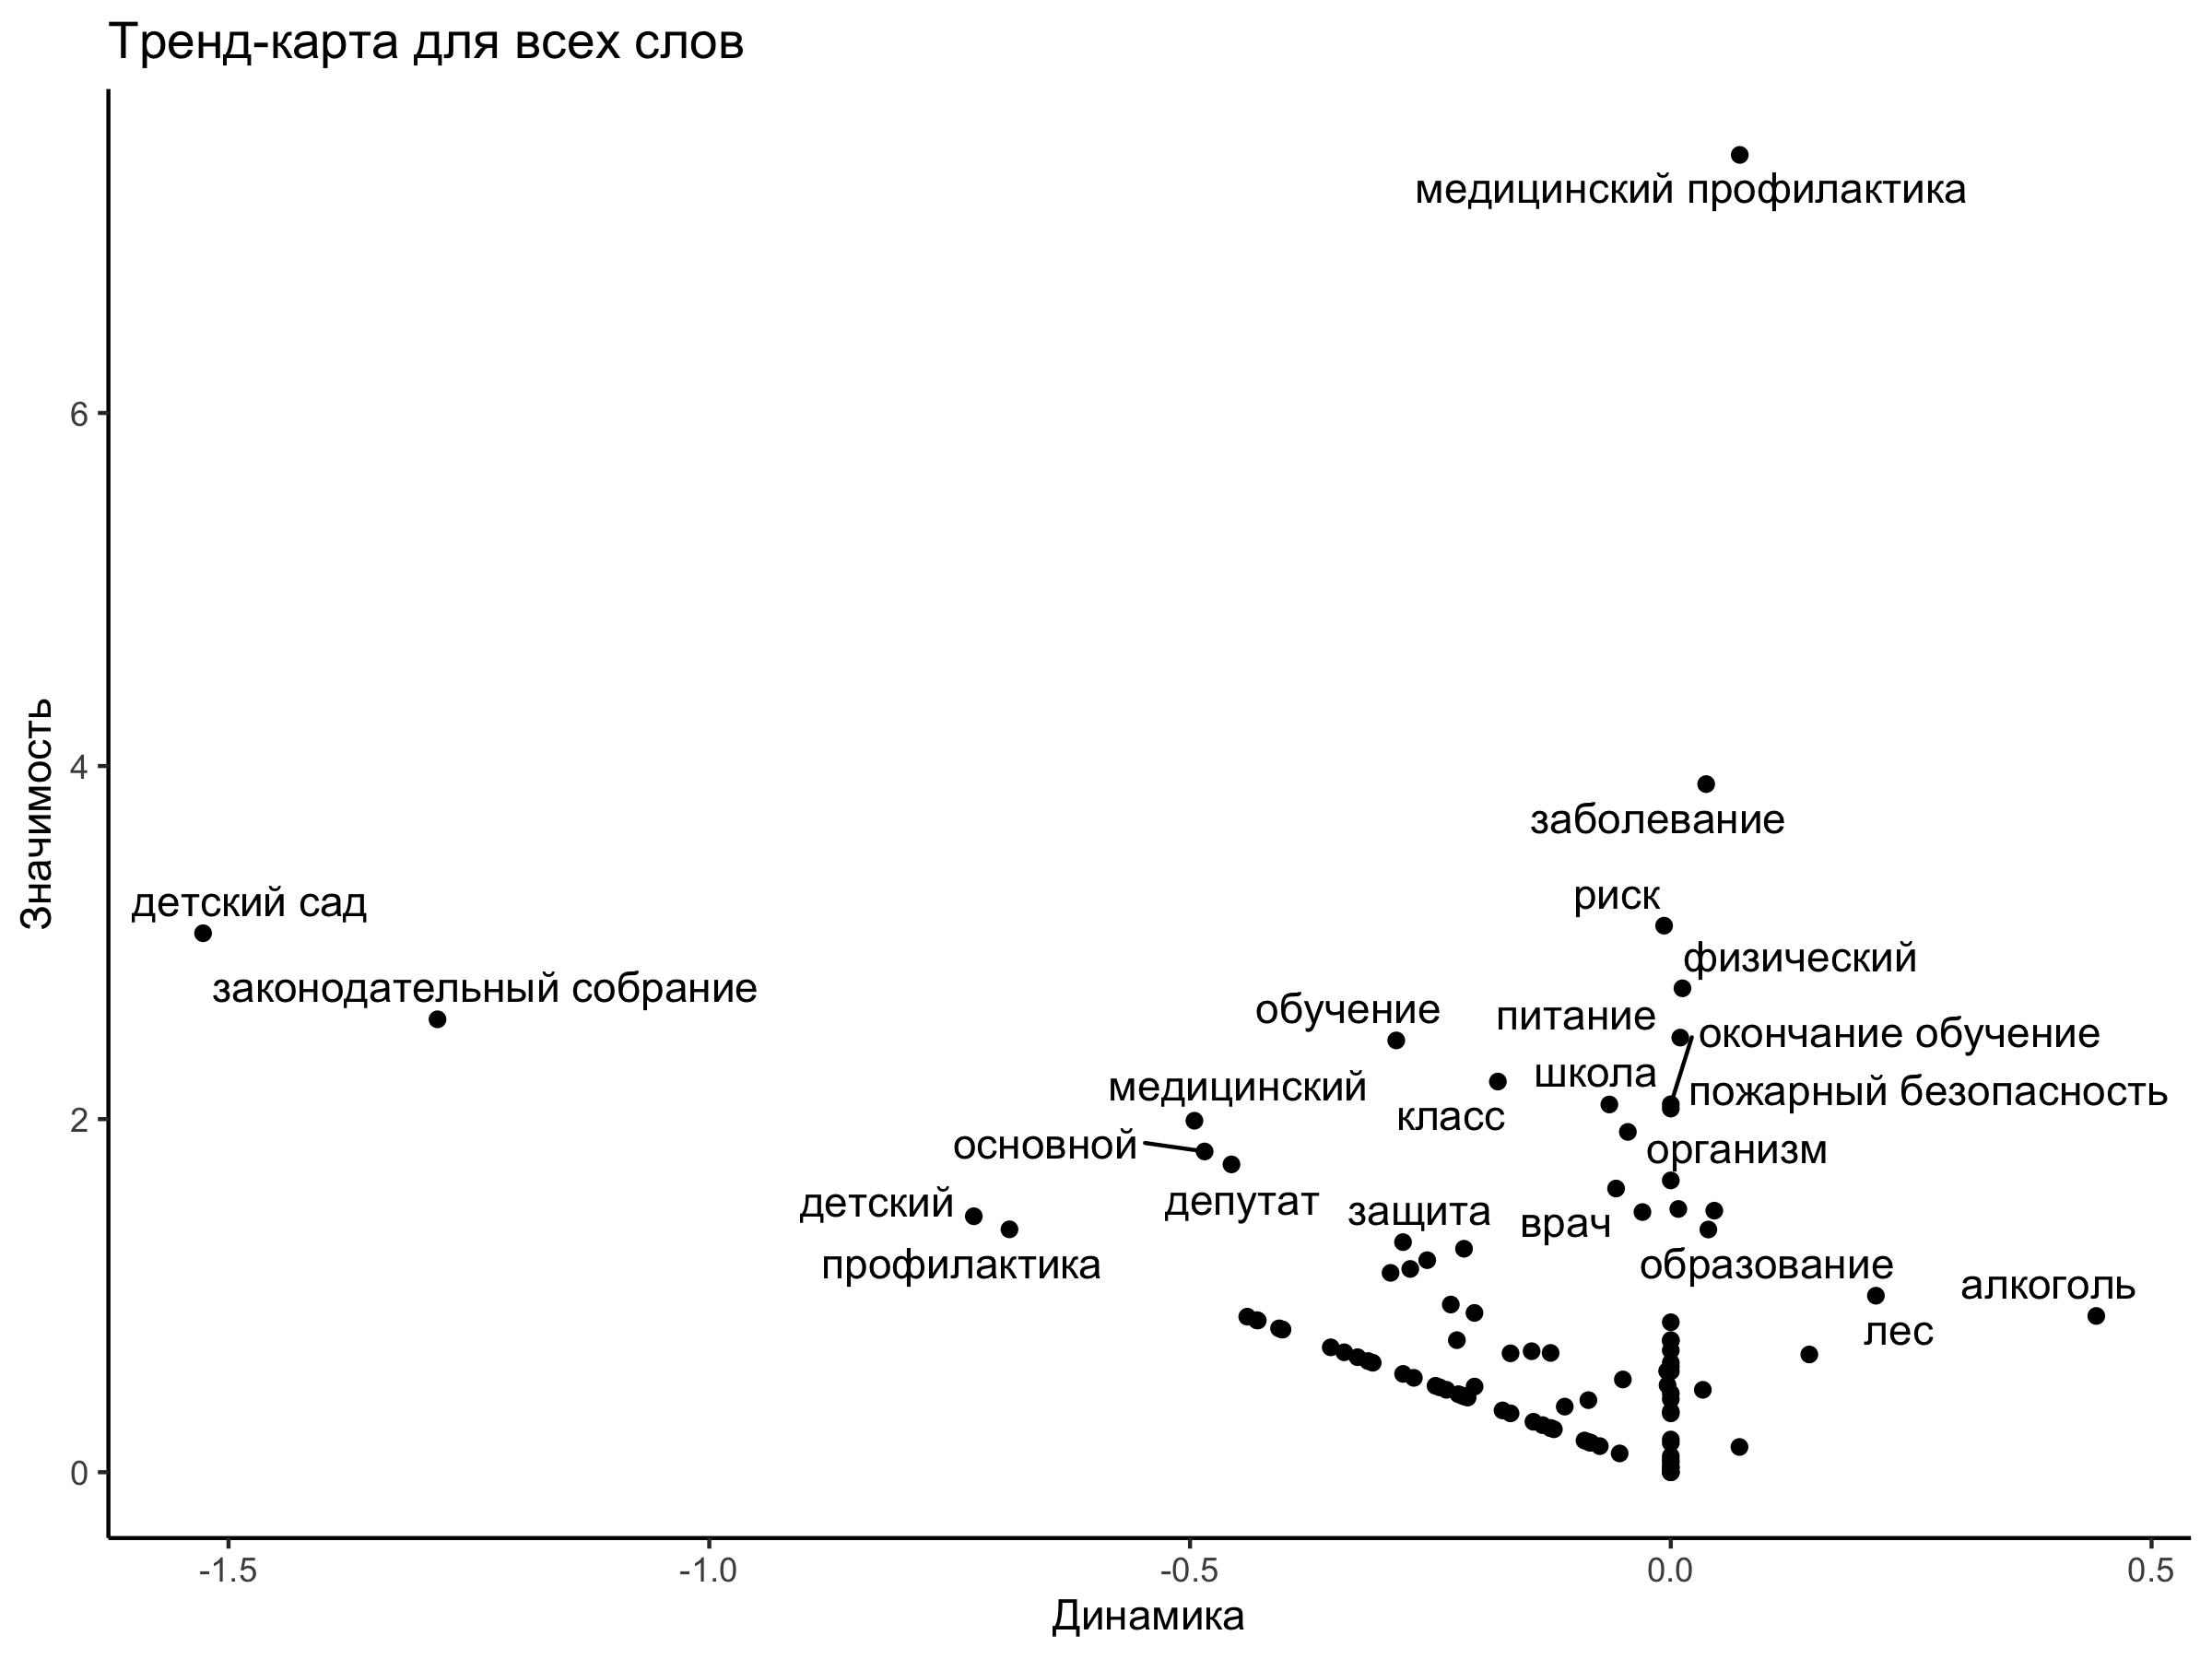 Тренд-карта для всех слов
медицинский профилактика
6
4
заболевание
детский сад
риск
физический
законодательный собрание
обучение
питание
окончание обучение
школа
медицинский
пожарный безопасность
класс
2
основной
организм
детский
депутат
защита
врач
профилактика
образование
алкоголь
лес
0
-1.5
-1.0
-0.5
0.0
0.5
Динамика
Значимость